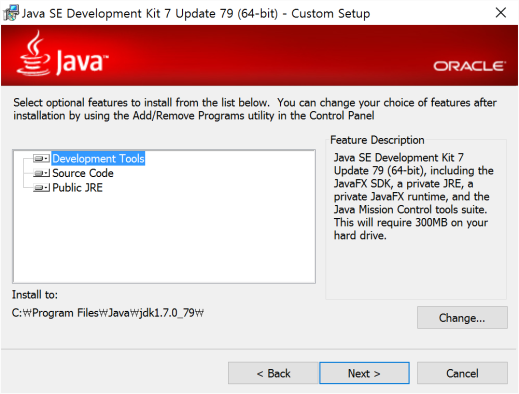 Java SE Development Kit 7 Update 79 (64-bit) - Custom Setup
Java™
ORACLE®
Select optional features to install from the list below. You can change your choice of features after
installation by using the Add/Remove Programs utility in the Control Panel
Development Tools
Source Code
Public JRE
Feature Description
Java SE Development Kit 7
Update 79 (64-bit), including the
JavaFX SDK, a private JRE, a
private JavaFX runtime, and the
Java Mission Control tools suite.
This will require 300MB on your
hard drive.
Install to:
C:₩Program Files₩Java₩jdk1.7.0_79₩
Change...
< Back
Next >
Cancel